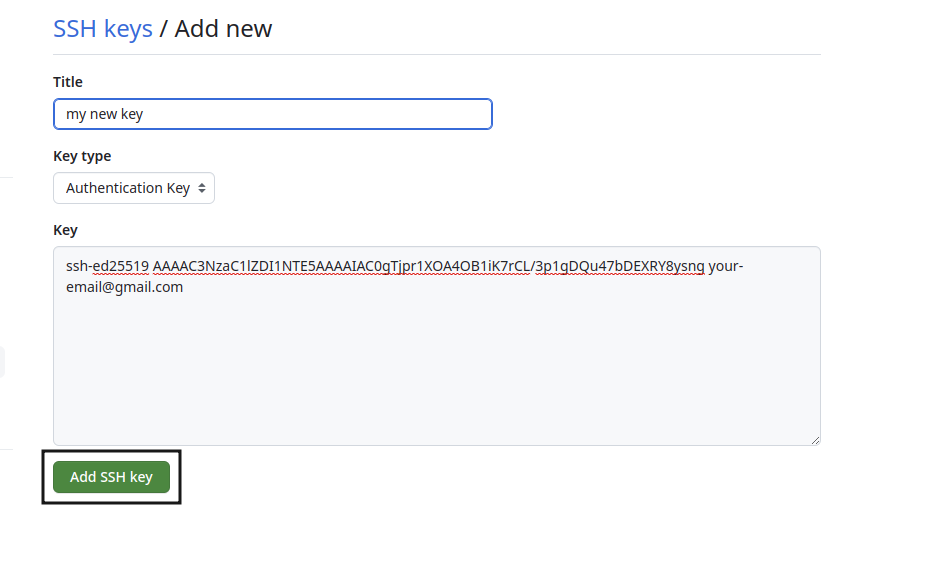 SSH keys / Add new
Title
my new key
Key type
Authentication Key
Key
ssh-ed25519 AAAAC3NzaC1lZDI1NTE5AAAAIAC0gTjpr1XOA4OB1iK7rCL/3p1gDQu47bDEXRY8ysng your-
email@gmail.com
Add SSH key